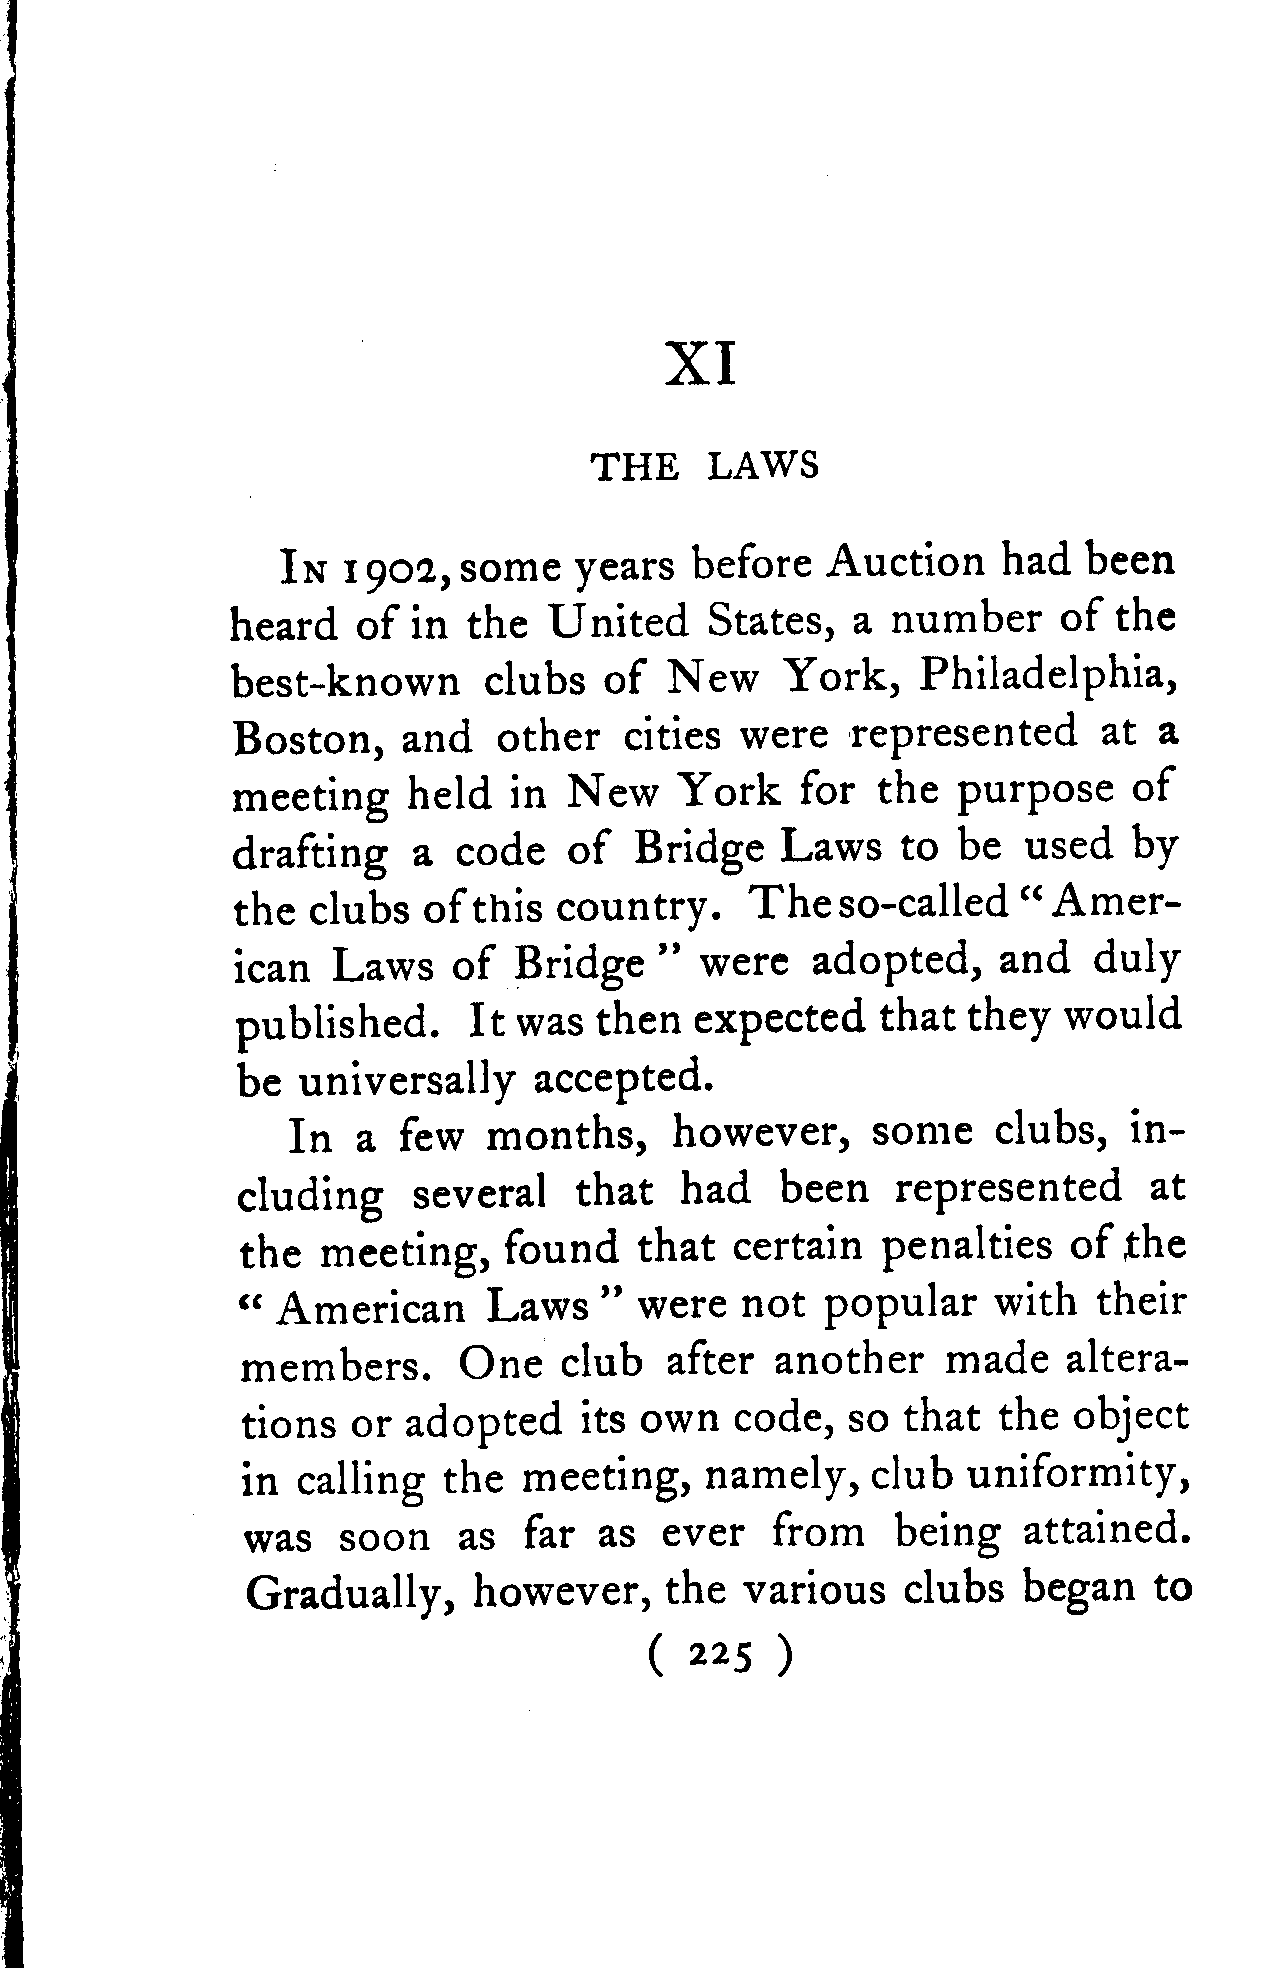 XI
THE LAWS
In 1902, some years before Auction had been
heard of in the United States, a number of the
best-known clubs of New York, Philadelphia,
Boston, and other cities were represented at a
meeting held in New York for the purpose of
drafting a code of Bridge Laws to be used by
the clubs of this country. The so-called “Amer-
ican Laws of Bridge” were adopted, and duly
published. It was then expected that they would
be universally accepted.
In a few months, however, some clubs, in-
cluding several that had been represented at
the meeting, found that certain penalties of the
“American Laws” were not popular with their
members. One club after another made altera-
tions or adopted its own code, so that the object
in calling the meeting, namely, club uniformity,
was soon as far as ever from being attained.
Gradually, however, the various clubs began to
( 225 )